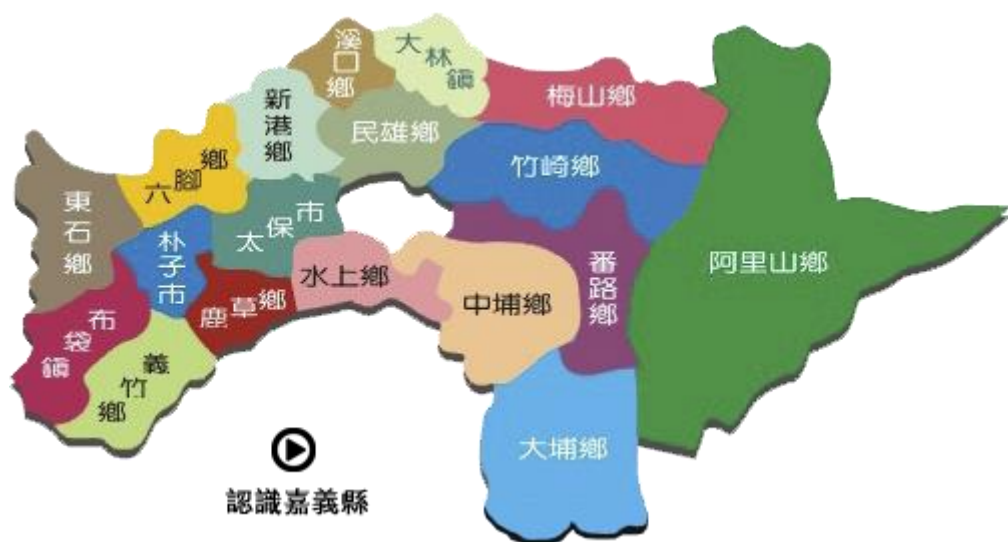 溪口鄉
大林鎮
新港鄉
民雄鄉
梅山鄉
六腳鄉
竹崎鄉
東石鄉
朴子市
太保市
水上鄉
番路鄉
阿里山鄉
鹿草鄉
中埔鄉
布袋鎮
義竹鄉
大埔鄉
認識嘉義縣